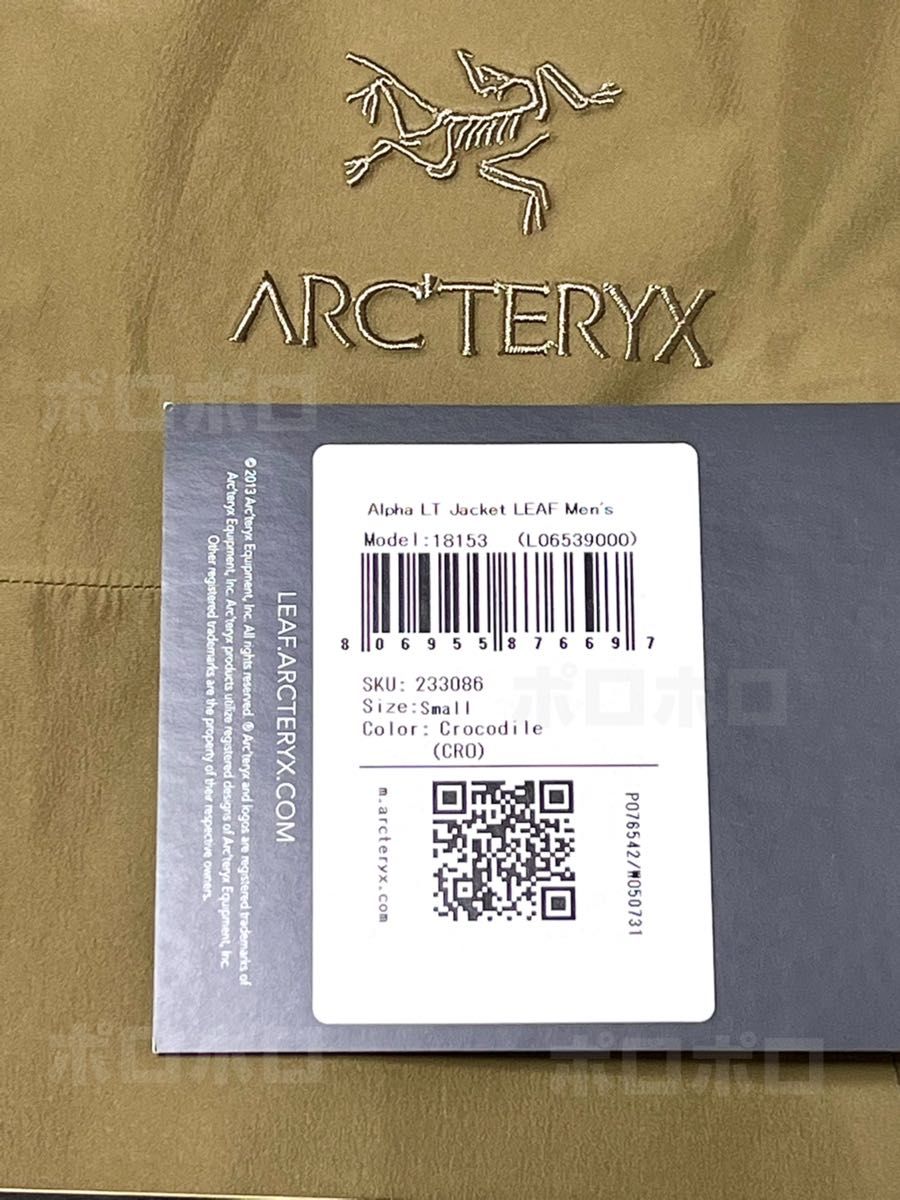 ARC'TERYX
ポロポロ
© 2013 Arc'teryx Equipment, Inc. All rights reserved. ® Arc'teryx and logos are registered trademarks of
Arc'teryx Equipment, Inc. Arc'teryx products utilize registered designs of Arc'teryx Equipment, Inc.
Other registered trademarks are the property of their respective owners.
LEAF.ARCTERYX.COM
Alpha LT Jacket LEAF Men's
Model:18153 (L06539000)
8 06955 87669 7
SKU: 233086
Size:Small
Color: Crocodile
(CRO)
ポロポロ
m.arcteryx.com
P076542/W050731
ポロポロ
ポロポロ